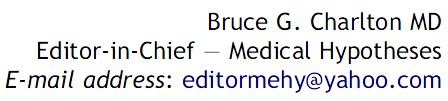 Bruce G. Charlton MD
Editor-in-Chief — Medical Hypotheses
E-mail address: editormehy@yahoo.com